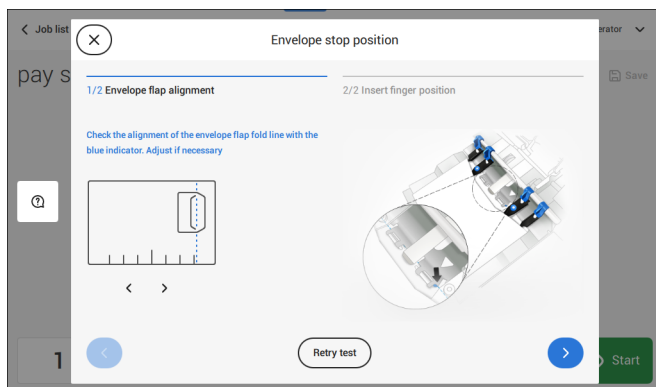 Job list
Envelope stop position
pay s
Save
1/2 Envelope flap alignment
2/2 Insert finger position
Check the alignment of the envelope flap fold line with the
blue indicator. Adjust if necessary
1
Retry test
Start